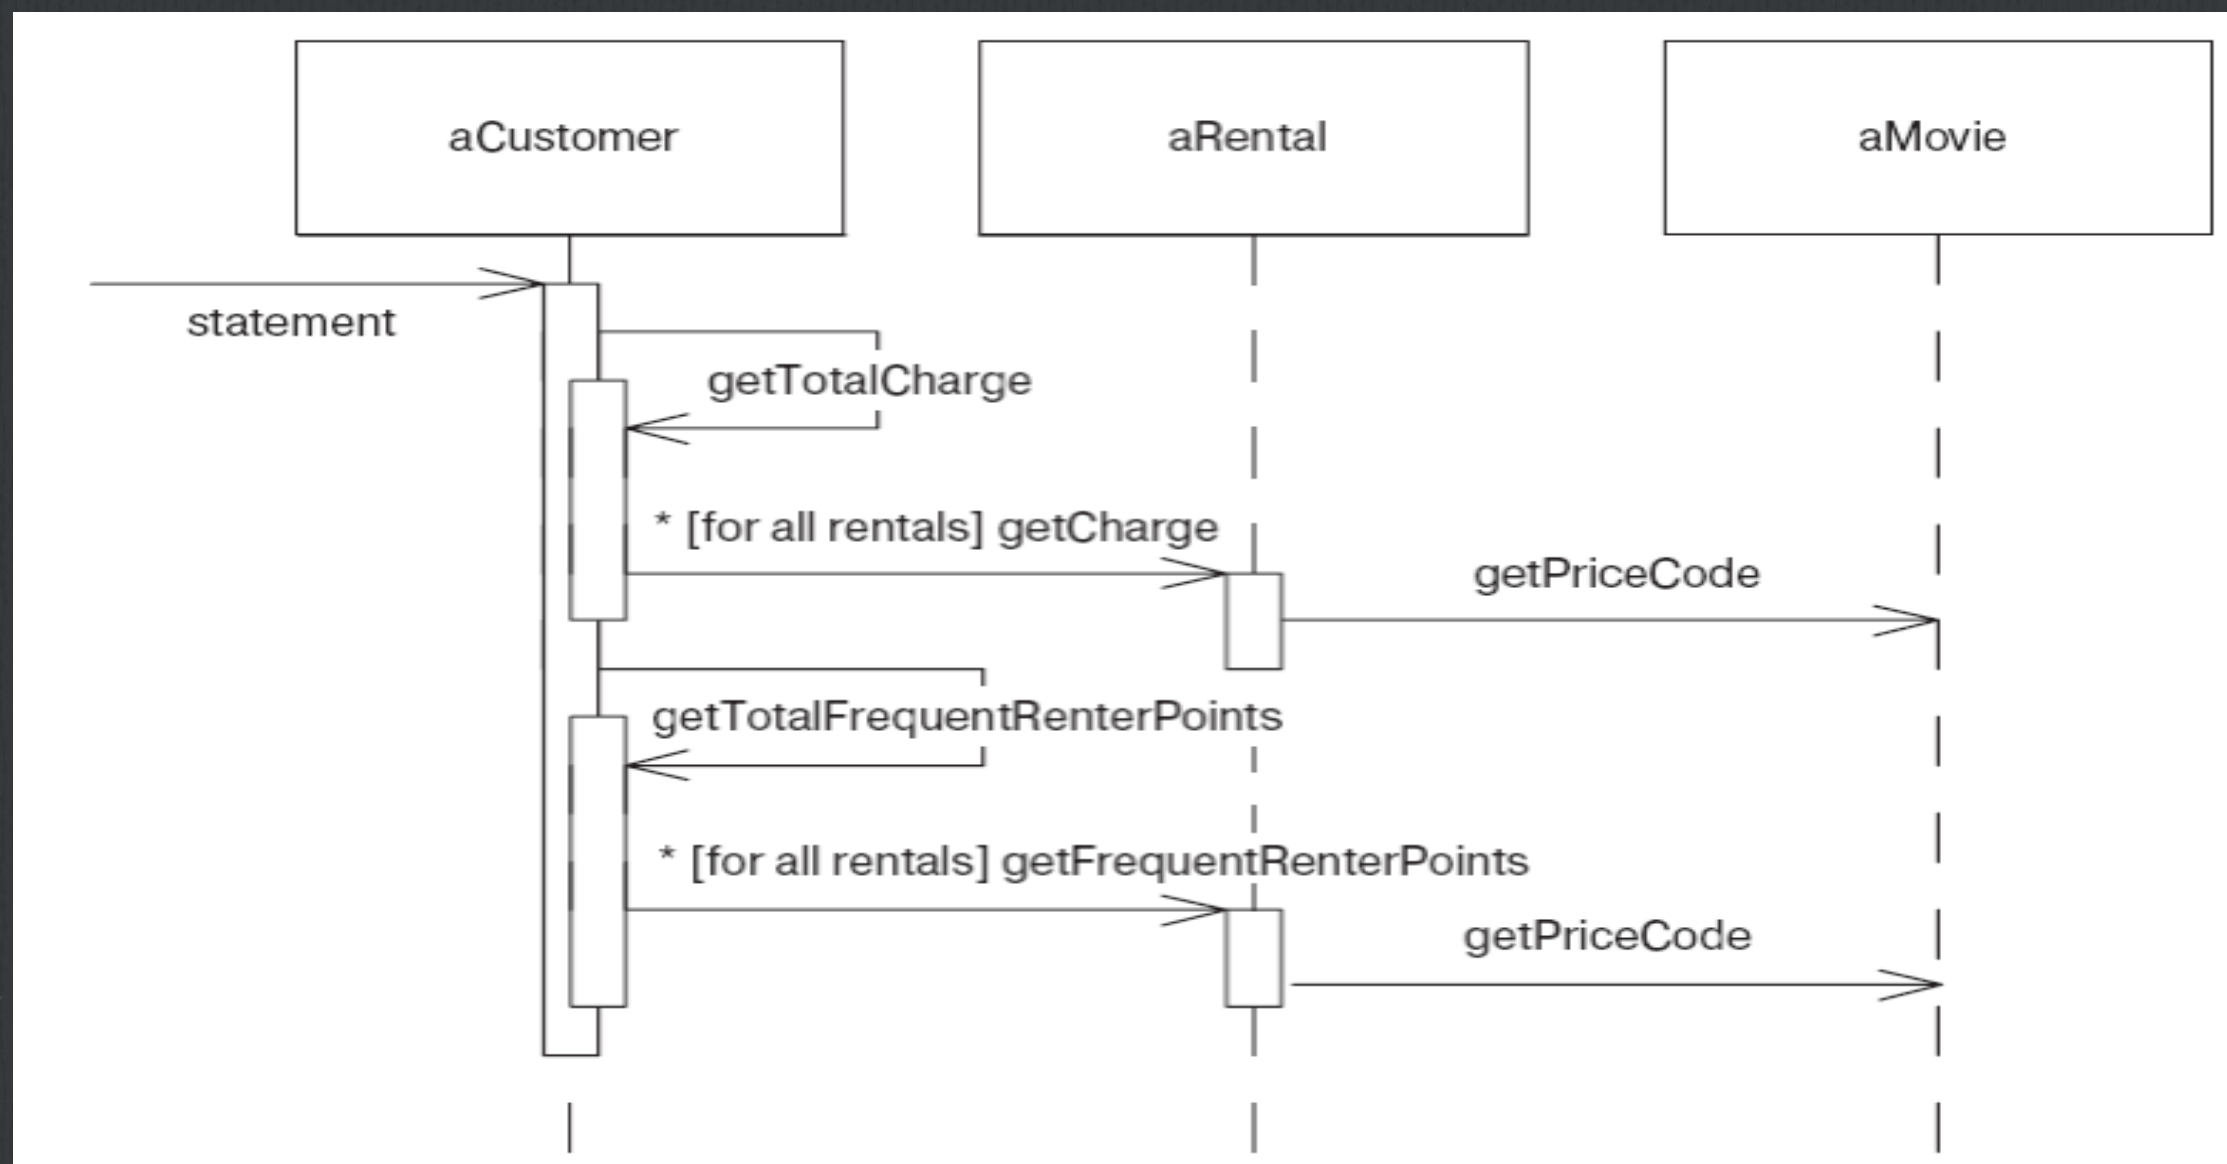 aCustomer
aRental
aMovie
statement
getTotalCharge
* [for all rentals] getCharge
getPriceCode
getTotalFrequentRenterPoints
* [for all rentals] getFrequentRenterPoints
getPriceCode